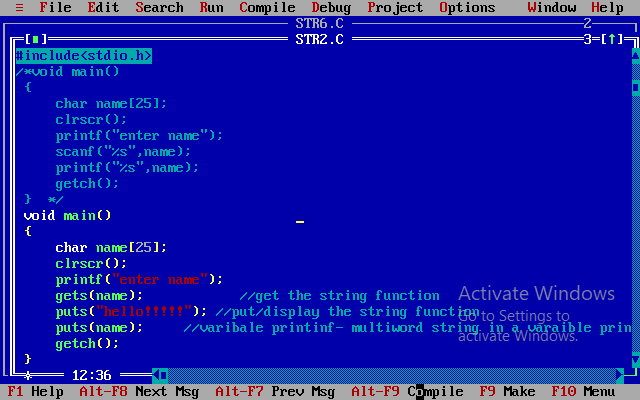 ≡ File Edit Search Run Compile Debug Project Options Window Help
STR6.C 2
[■] STR2.C 3=[↑]
#include<stdio.h>
/*void main()
{
char name[25];
clrscr();
printf("enter name");
scanf("%s",name);
printf("%s",name);
getch();
} */
void main()
{
char name[25];
clrscr();
printf("enter name");
gets(name); //get the string function
puts("hello!!!!!"); //put/display the string function
puts(name); //varibale printinf- multiword string in a varaible prin
getch();
}
Activate Windows
Go to Settings to
activate Windows.
12:36
F1 Help Alt-F8 Next Msg Alt-F7 Prev Msg Alt-F9 Compile F9 Make F10 Menu